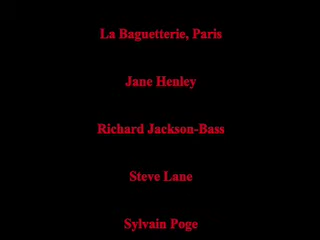 La Baguetterie, Paris
Jane Henley
Richard Jackson-Bass
Steve Lane
Sylvain Poge